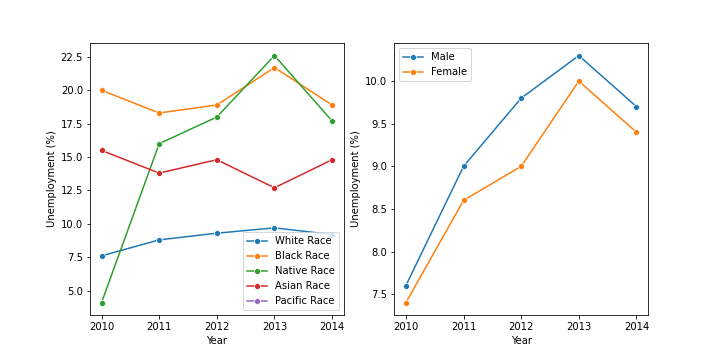 22.5
20.0
17.5
15.0
12.5
10.0
7.5
5.0
Unemployment (%)
2010 2011 2012 2013 2014
Year
White Race
Black Race
Native Race
Asian Race
Pacific Race
10.0
9.5
9.0
8.5
8.0
7.5
Unemployment (%)
2010 2011 2012 2013 2014
Year
Male
Female